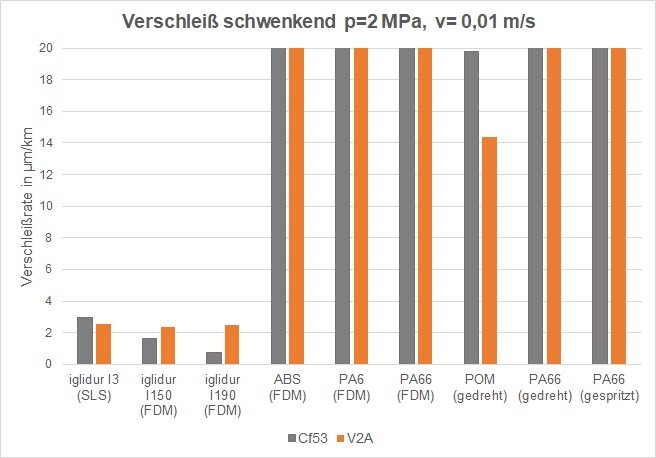 Verschleiß schwenkend p=2 MPa, v= 0,01 m/s
Verschleißrate in µm/km
20
18
16
14
12
10
8
6
4
2
0
iglidur I3
(SLS)
iglidur
I150
(FDM)
iglidur
I190
(FDM)
ABS
(FDM)
PA6
(FDM)
PA66
(FDM)
POM
(gedreht)
PA66
(gedreht)
PA66
(gespritzt)
Cf53
V2A